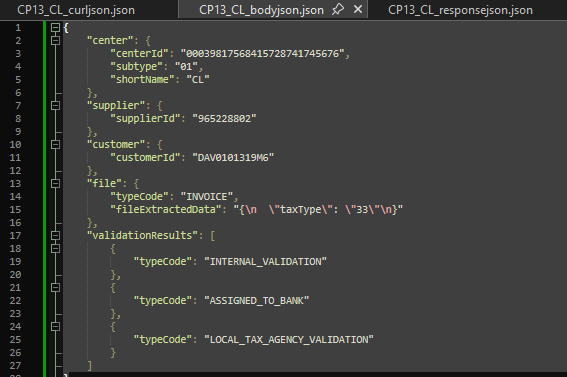 CP13_CL_curljson.json CP13_CL_bodyjson.json CP13_CL_responsejson.json
1 {
2 "center": {
3 "centerId": "00039817568415728741745676",
4 "subtype": "01",
5 "shortName": "CL"
6 },
7 "supplier": {
8 "supplierId": "965228802"
9 },
10 "customer": {
11 "customerId": "DAV0101319M6"
12 },
13 "file": {
14 "typeCode": "INVOICE",
15 "fileExtractedData": "{\n  \"taxType\": \"33\"\n}"
16 },
17 "validationResults": [
18 {
19 "typeCode": "INTERNAL_VALIDATION"
20 },
21 {
22 "typeCode": "ASSIGNED_TO_BANK"
23 },
24 {
25 "typeCode": "LOCAL_TAX_AGENCY_VALIDATION"
26 }
27 ]